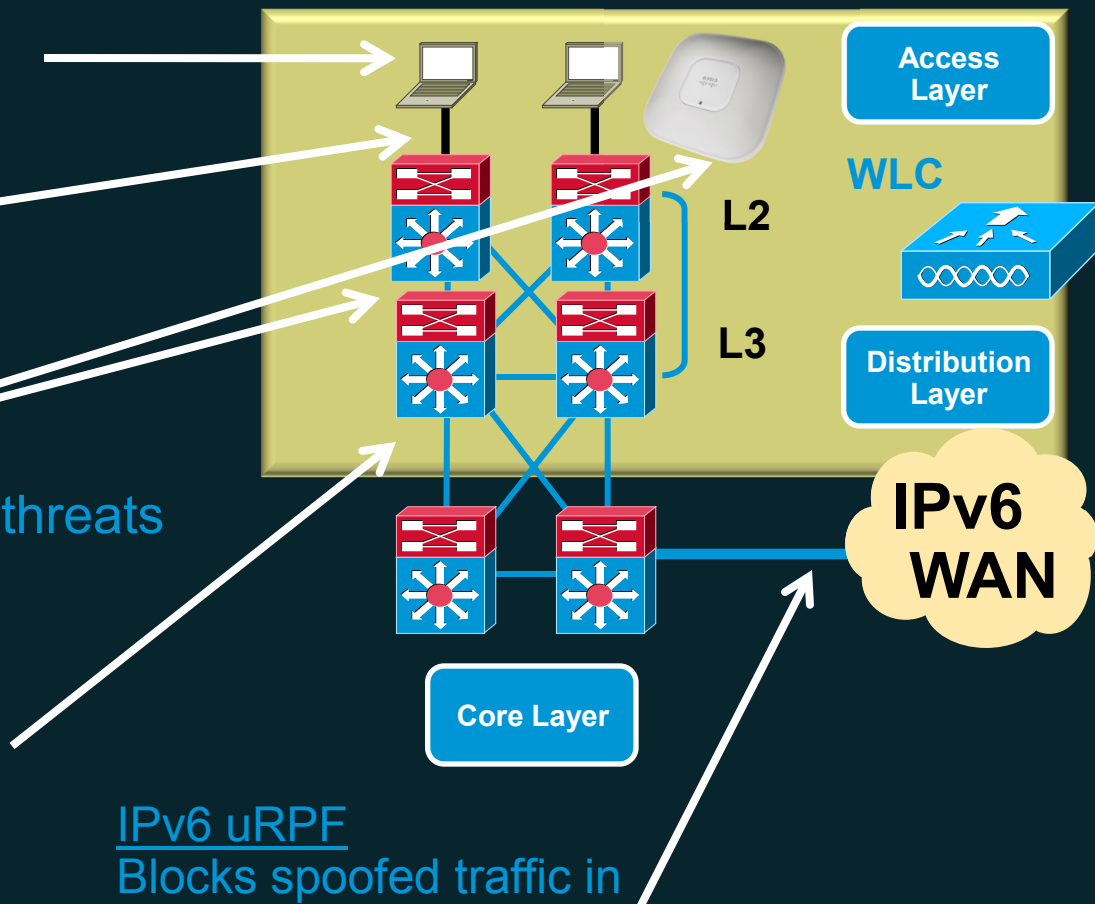 Access
Layer
WLC
L2
L3
Distribution
Layer
threats
IPv6
WAN
Core Layer
IPv6 uRPF
Blocks spoofed traffic in